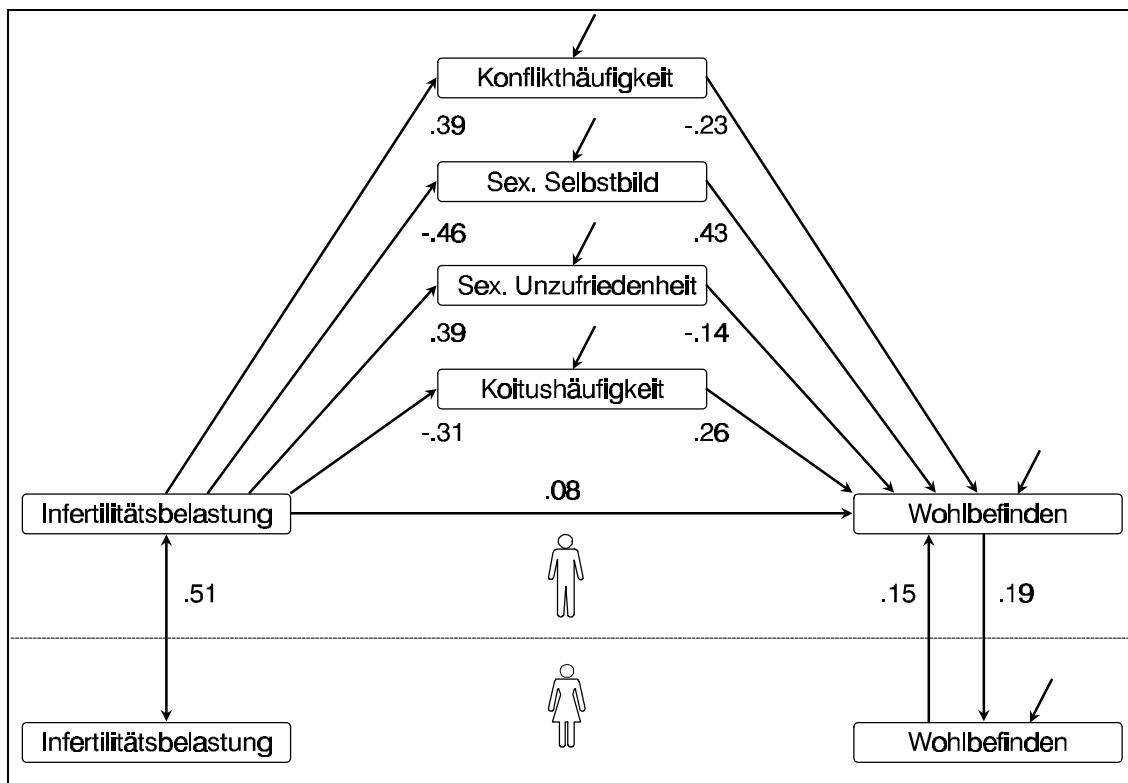 Konflikthäufigkeit
.39 -.23
Sex. Selbstbild
-.46 .43
Sex. Unzufriedenheit
.39 -.14
Koitushäufigkeit
-.31 .26
.08
Infertilitätsbelastung Wohlbefinden
.51 .15 .19
Infertilitätsbelastung Wohlbefinden